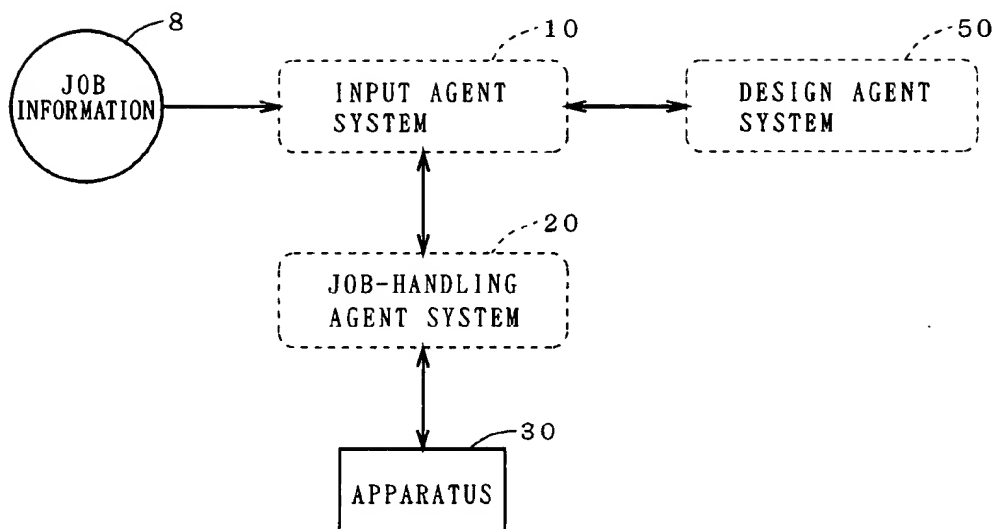 8
10
50
JOB
INFORMATION
INPUT AGENT
SYSTEM
DESIGN AGENT
SYSTEM
20
JOB-HANDLING
AGENT SYSTEM
30
APPARATUS